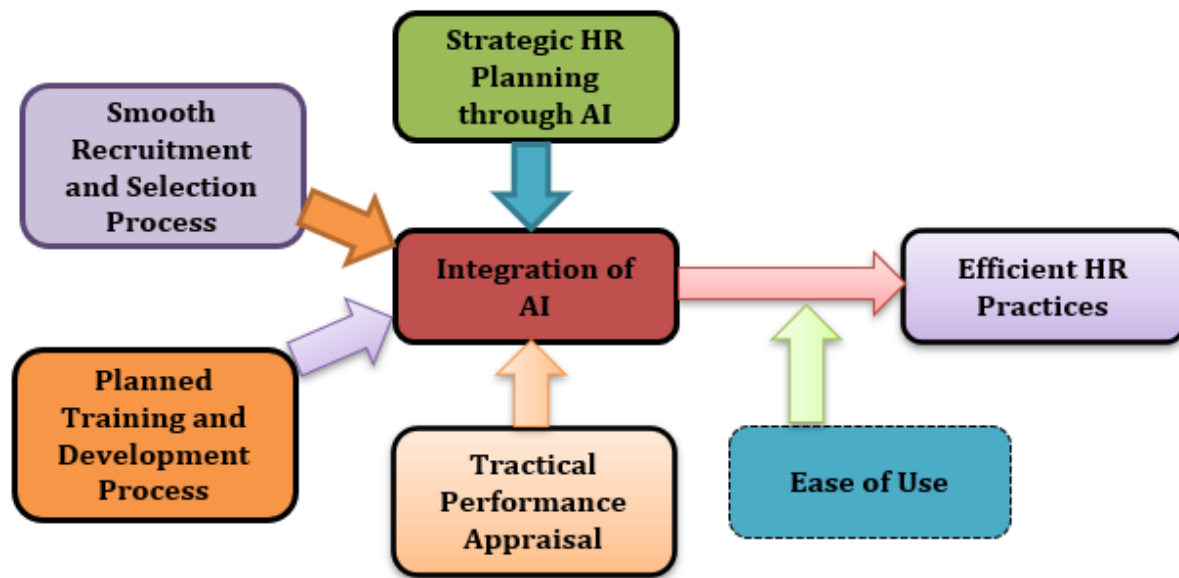 Strategic HR
Planning
through AI
Smooth
Recruitment
and Selection
Process
Integration of
AI
Efficient HR
Practices
Planned
Training and
Development
Process
Tractical
Performance
Appraisal
Ease of Use